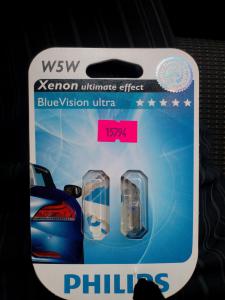 W5W
Xenon ultimate effect
BlueVision ultra
PHILIPS